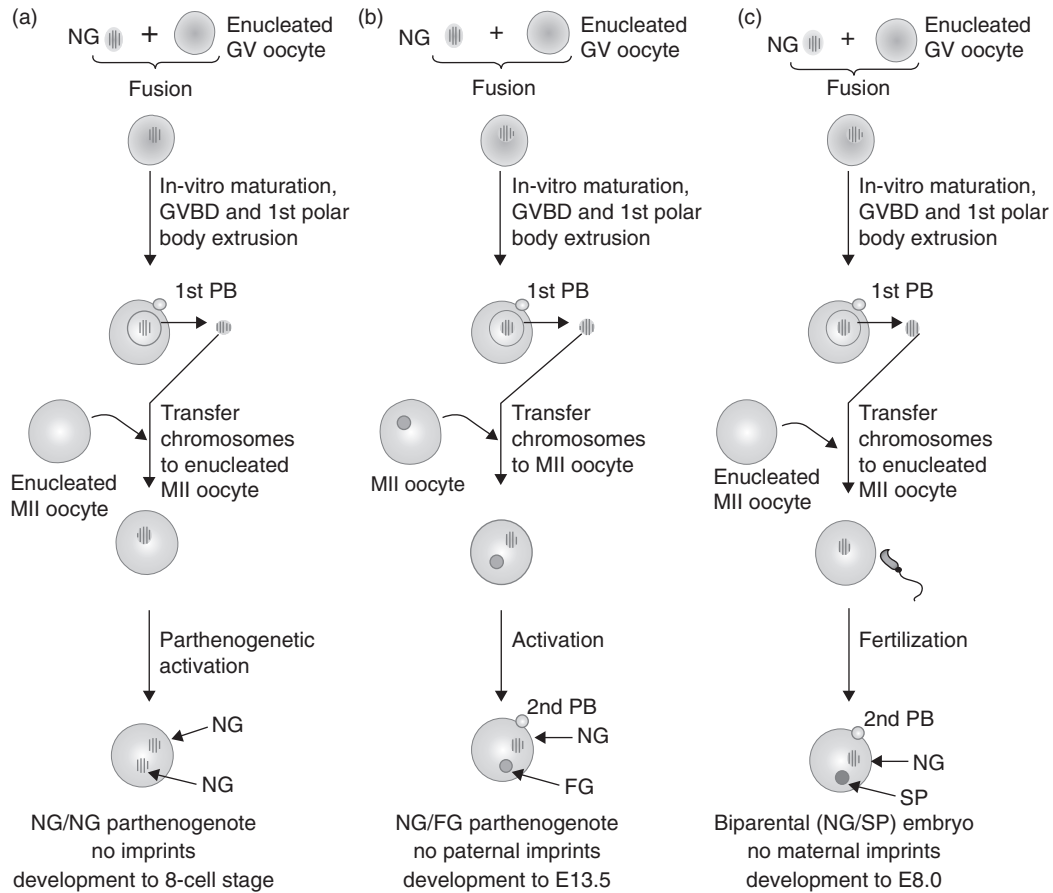 (a)
NG
+
Enucleated
GV oocyte
Fusion
In-vitro maturation,
GVBD and 1st polar
body extrusion
1st PB
Transfer
chromosomes
to enucleated
MII oocyte
Enucleated
MII oocyte
Parthenogenetic
activation
NG
NG
NG/NG parthenogenote
no imprints
development to 8-cell stage
(b)
NG
+
Enucleated
GV oocyte
Fusion
In-vitro maturation,
GVBD and 1st polar
body extrusion
1st PB
Transfer
chromosomes
to MII oocyte
MII oocyte
Activation
2nd PB
NG
FG
NG/FG parthenogenote
no paternal imprints
development to E13.5
(c)
NG
+
Enucleated
GV oocyte
Fusion
In-vitro maturation,
GVBD and 1st polar
body extrusion
1st PB
Transfer
chromosomes
to enucleated
MII oocyte
Enucleated
MII oocyte
Fertilization
2nd PB
NG
SP
Biparental (NG/SP) embryo
no maternal imprints
development to E8.0